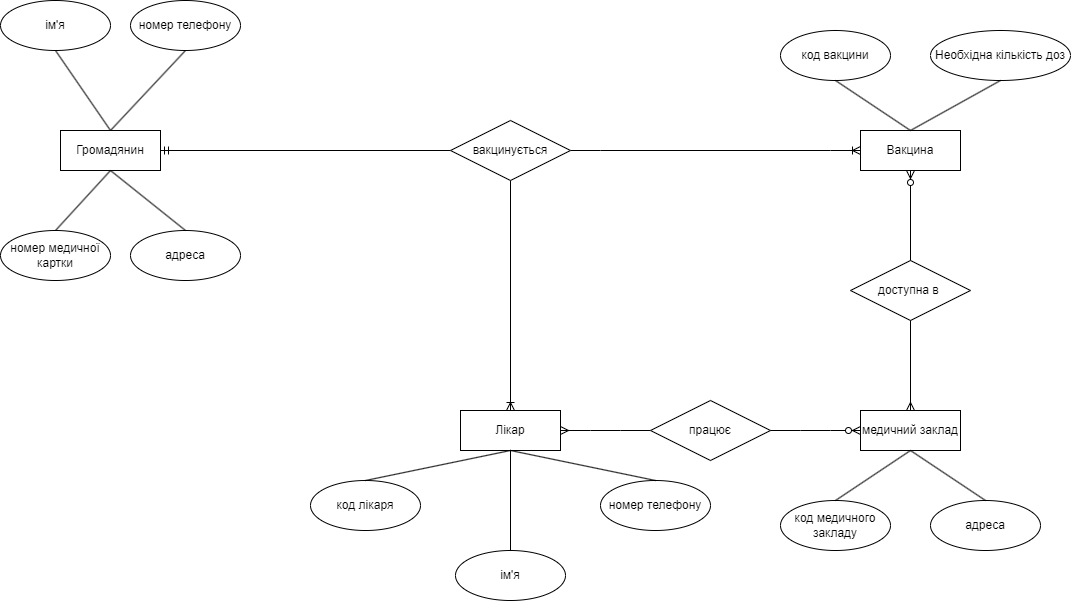 ім'я
номер телефону
код вакцини
Необхідна кількість доз
Громадянин
вакцинується
Вакцина
номер медичної
картки
адреса
доступна в
Лікар
працює
медичний заклад
код лікаря
номер телефону
код медичного
закладу
адреса
ім'я